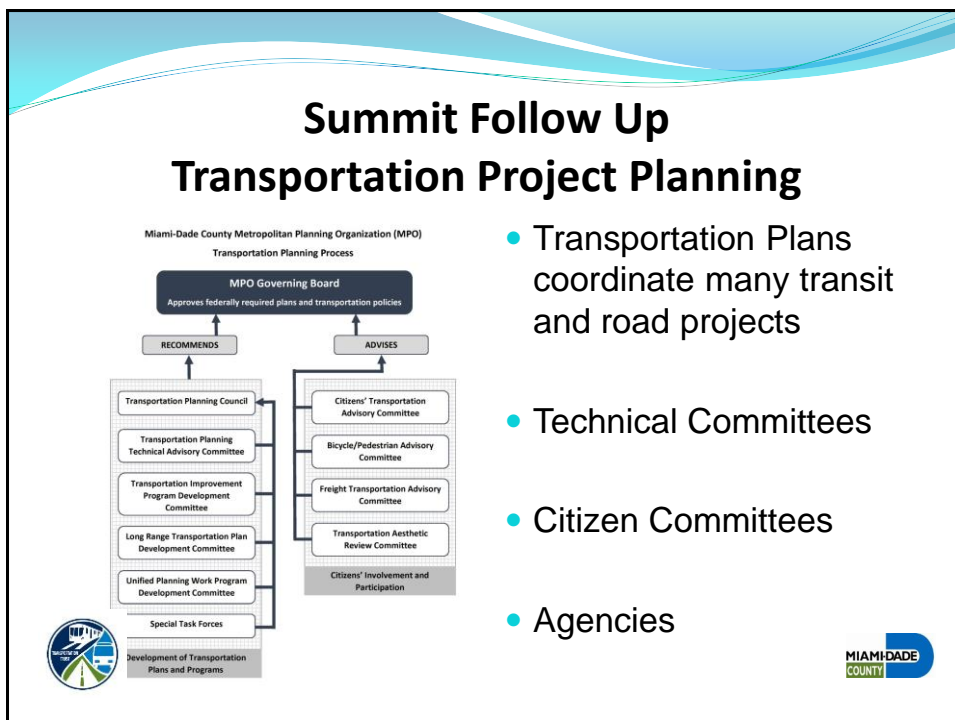 Summit Follow Up
Transportation Project Planning
Miami-Dade County Metropolitan Planning Organization (MPO)
Transportation Planning Process
MPO Governing Board
Approves federally required plans and transportation policies
RECOMMENDS
ADVISES
Transportation Planning Council
Transportation Planning
Technical Advisory Committee
Transportation Improvement
Program Development
Committee
Long Range Transportation Plan
Development Committee
Unified Planning Work Program
Development Committee
Special Task Forces
Development of Transportation
Plans and Programs
Citizens' Transportation
Advisory Committee
Bicycle/Pedestrian Advisory
Committee
Freight Transportation Advisory
Committee
Transportation Aesthetic
Review Committee
Citizens' Involvement and
Participation
• Transportation Plans
coordinate many transit
and road projects
• Technical Committees
• Citizen Committees
• Agencies
TRANSPORTATION
MIAMI-DADE
COUNTY